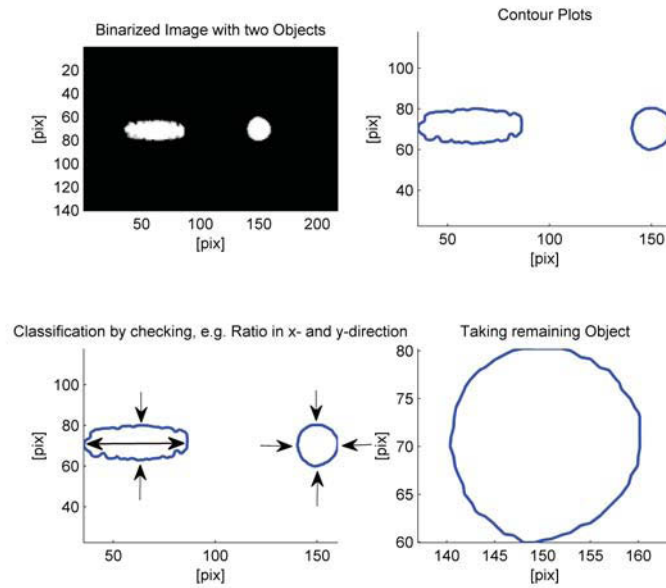 Binarized Image with two Objects
20
40
60
80
100
120
140
[pix]
50
100
150
200
[pix]
Contour Plots
100
80
60
40
[pix]
50
100
150
[pix]
Classification by checking, e.g. Ratio in x- and y-direction
100
80
60
40
[pix]
50
100
150
[pix]
Taking remaining Object
80
75
70
65
60
[pix]
140
145
150
155
160
[pix]